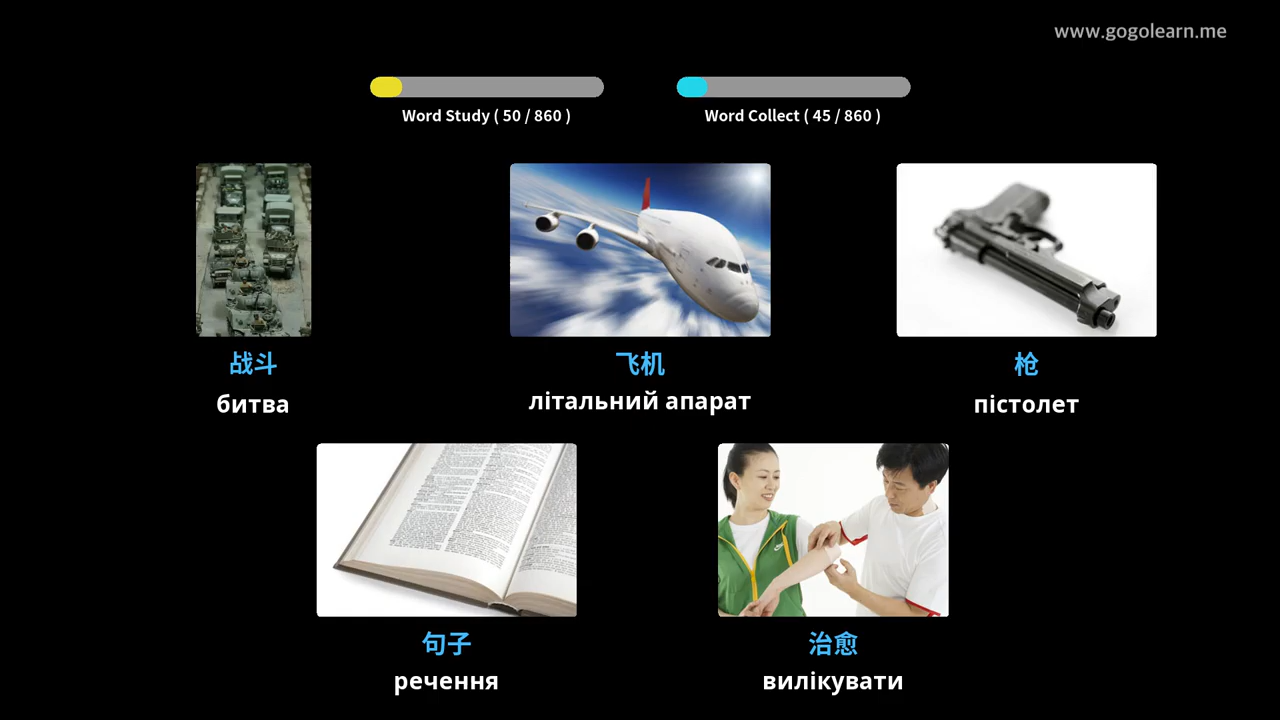 www.gogolearn.me
Word Study ( 50 / 860 )
Word Collect ( 45 / 860 )
战斗
битва
飞机
літальний апарат
枪
пістолет
句子
речення
治愈
вилікувати